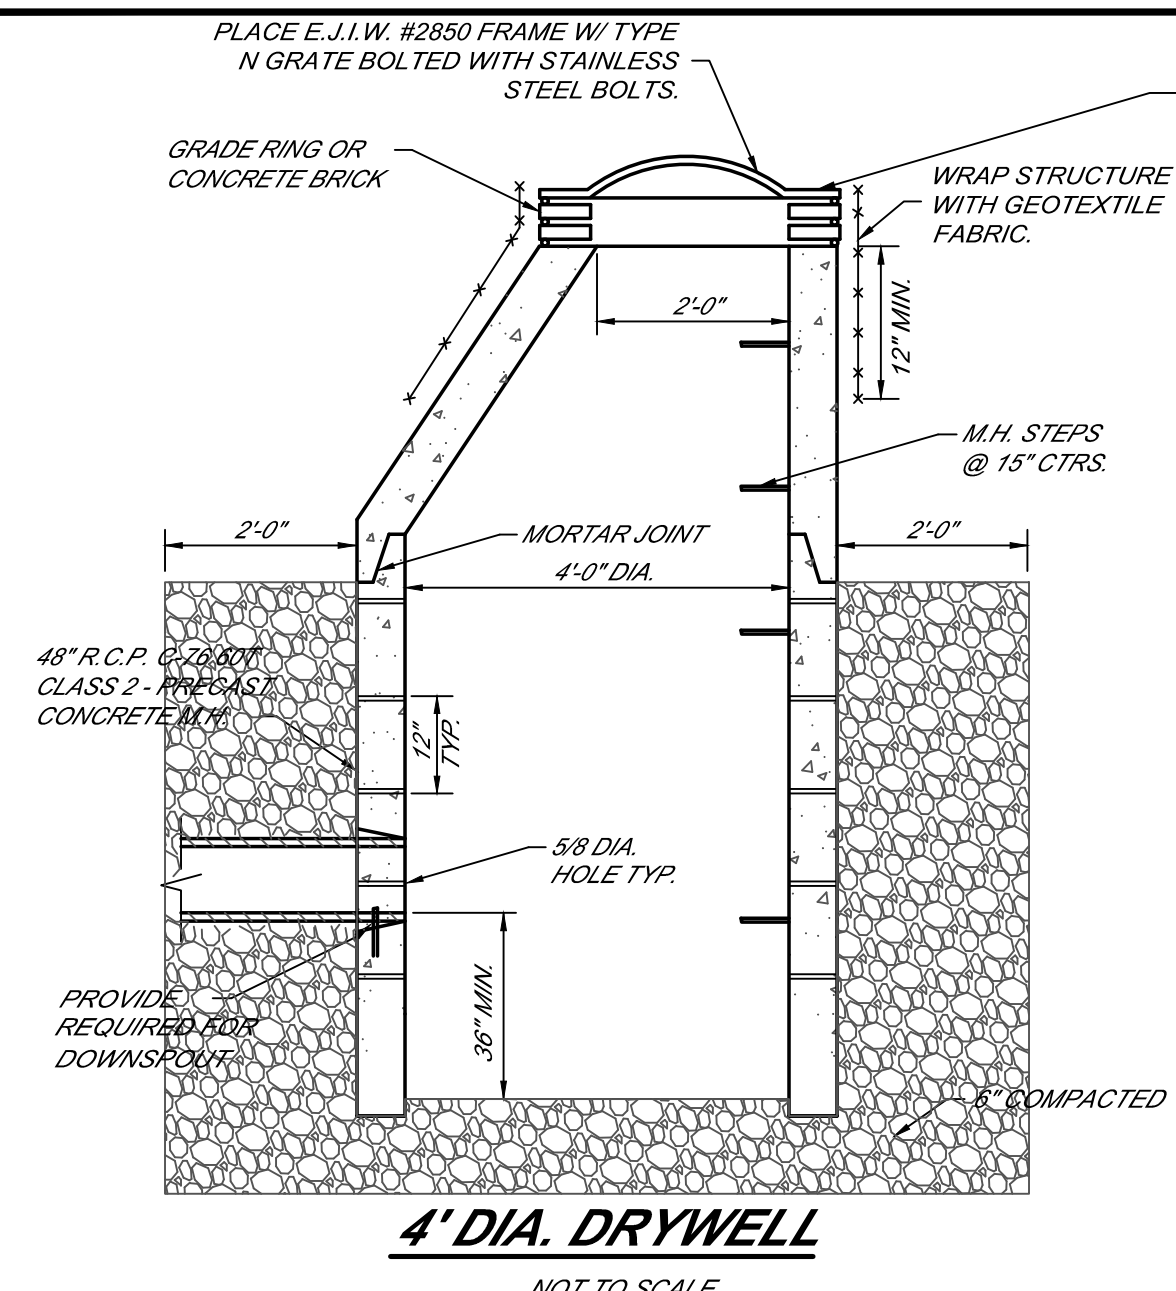 PLACE E.J.I.W. #2850 FRAME W/ TYPE
N GRATE BOLTED WITH STAINLESS
STEEL BOLTS.
GRADE RING OR
CONCRETE BRICK
WRAP STRUCTURE
WITH GEOTEXTILE
FABRIC.
2'-0"
12" MIN.
M.H. STEPS
@ 15" CTRS.
2'-0"
MORTAR JOINT
2'-0"
4'-0" DIA.
48" R.C.P. C-76 60T
CLASS 2 - PRECAST
CONCRETE M.H.
12"
TYP.
5/8 DIA.
HOLE TYP.
36" MIN.
PROVIDE
REQUIRED FOR
DOWNSPOUT
6" COMPACTED
4' DIA. DRYWELL
NOT TO SCALE